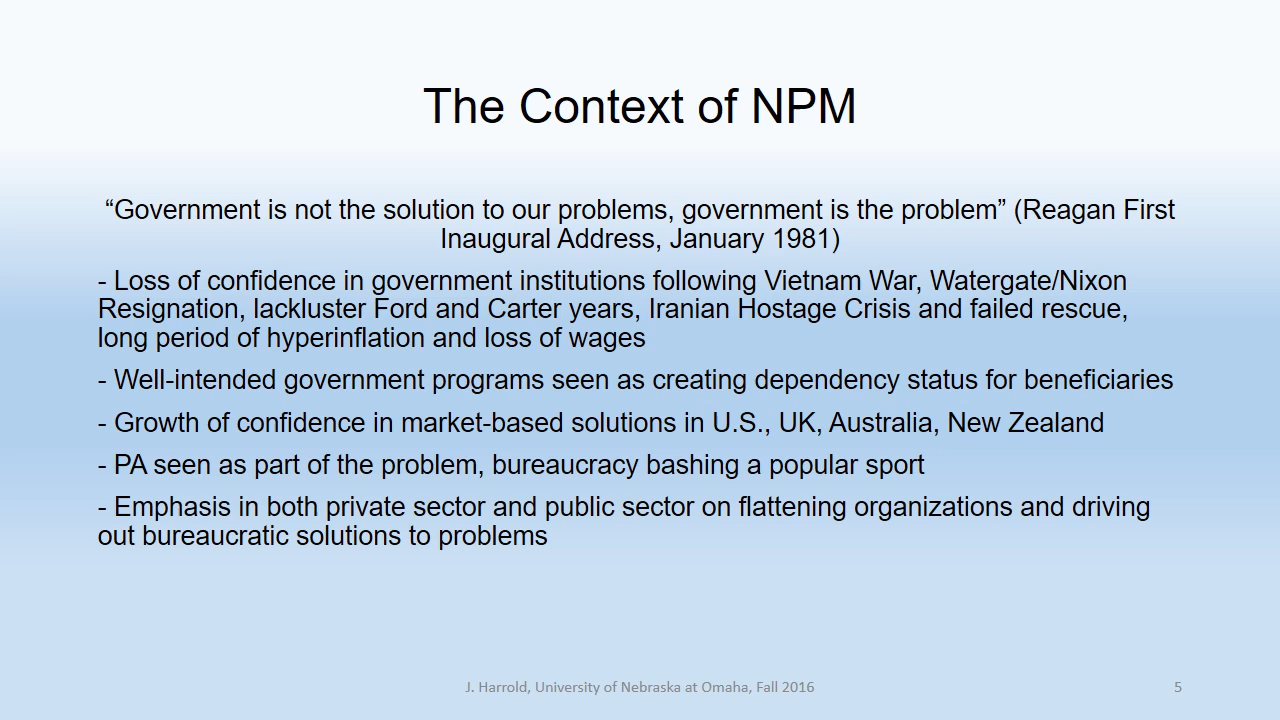 The Context of NPM
“Government is not the solution to our problems, government is the problem” (Reagan First
Inaugural Address, January 1981)
- Loss of confidence in government institutions following Vietnam War, Watergate/Nixon
Resignation, lackluster Ford and Carter years, Iranian Hostage Crisis and failed rescue,
long period of hyperinflation and loss of wages
- Well-intended government programs seen as creating dependency status for beneficiaries
- Growth of confidence in market-based solutions in U.S., UK, Australia, New Zealand
- PA seen as part of the problem, bureaucracy bashing a popular sport
- Emphasis in both private sector and public sector on flattening organizations and driving
out bureaucratic solutions to problems
J. Harrold, University of Nebraska at Omaha, Fall 2016
5